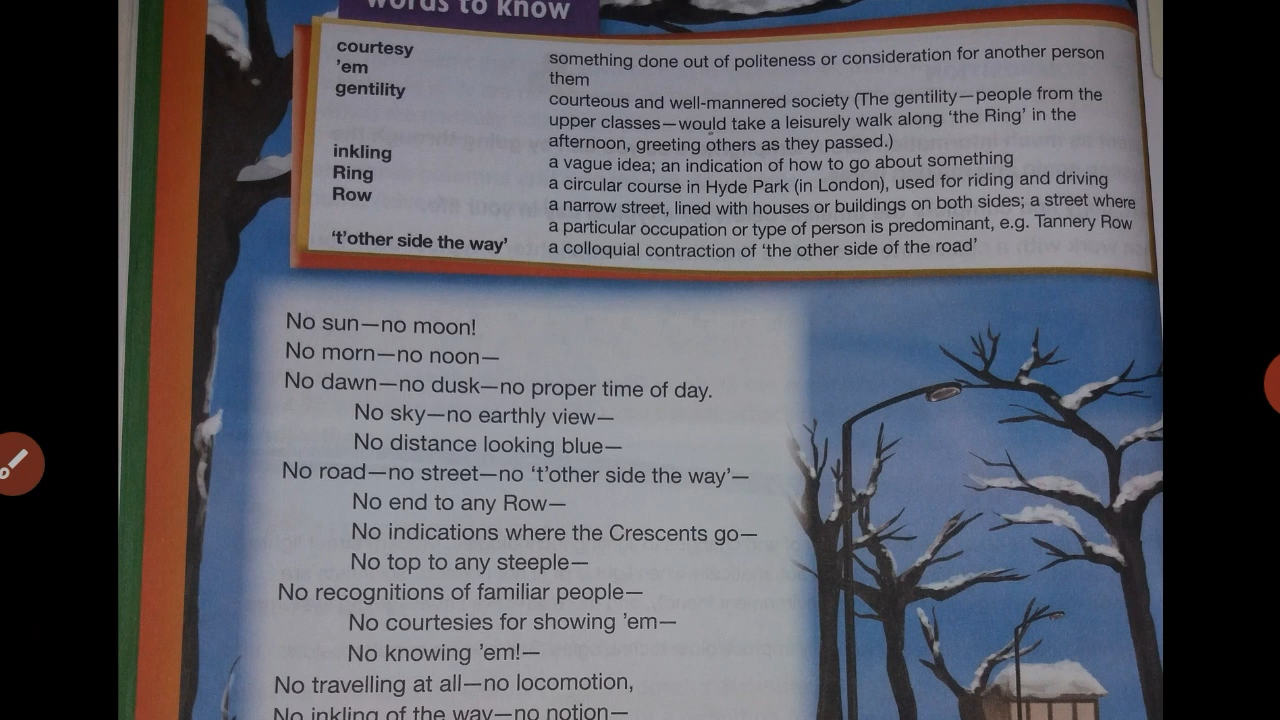 words to know
courtesy something done out of politeness or consideration for another person
’em them
gentility courteous and well-mannered society (The gentility—people from the
upper classes—would take a leisurely walk along ‘the Ring’ in the
afternoon, greeting others as they passed.)
inkling a vague idea; an indication of how to go about something
Ring a circular course in Hyde Park (in London), used for riding and driving
Row a narrow street, lined with houses or buildings on both sides; a street where
a particular occupation or type of person is predominant, e.g. Tannery Row
‘t’other side the way’ a colloquial contraction of ‘the other side of the road’
No sun—no moon!
No morn—no noon—
No dawn—no dusk—no proper time of day.
No sky—no earthly view—
No distance looking blue—
No road—no street—no ‘t’other side the way’—
No end to any Row—
No indications where the Crescents go—
No top to any steeple—
No recognitions of familiar people—
No courtesies for showing ’em—
No knowing ’em!—
No travelling at all—no locomotion,
No inkling of the way—no notion—